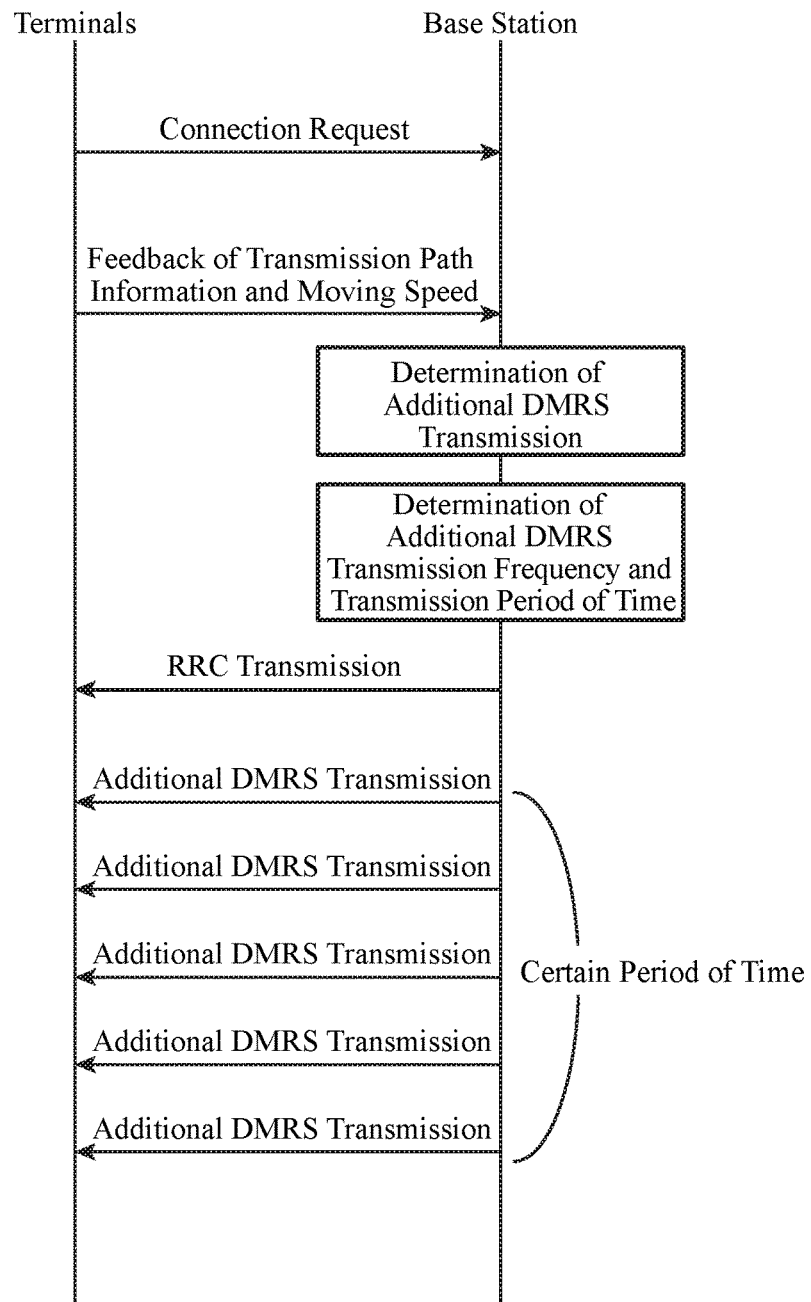 Terminals
Base Station
Connection Request
Feedback of Transmission Path
Information and Moving Speed
Determination of
Additional DMRS
Transmission
Determination of
Additional DMRS
Transmission Frequency and
Transmission Period of Time
RRC Transmission
Additional DMRS Transmission
Additional DMRS Transmission
Additional DMRS Transmission
Certain Period of Time
Additional DMRS Transmission
Additional DMRS Transmission